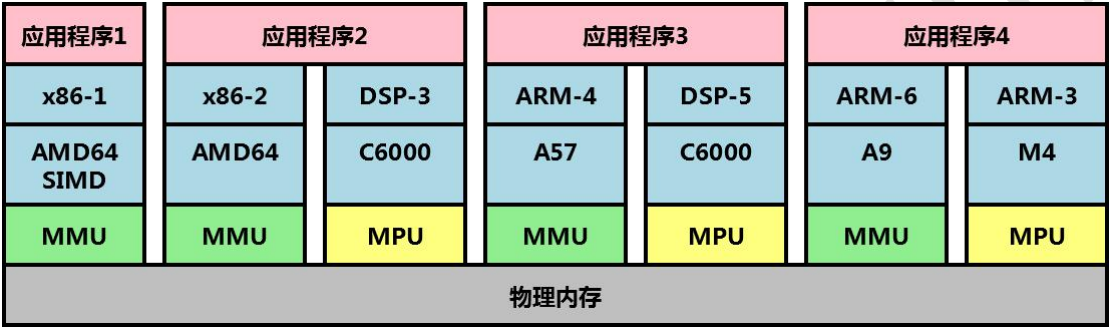 应用程序1 应用程序2 应用程序3 应用程序4
x86-1 x86-2 DSP-3 ARM-4 DSP-5 ARM-6 ARM-3
AMD64 AMD64 C6000 A57 C6000 A9 M4
SIMD
MMU MMU MPU MMU MPU MMU MPU
物理内存